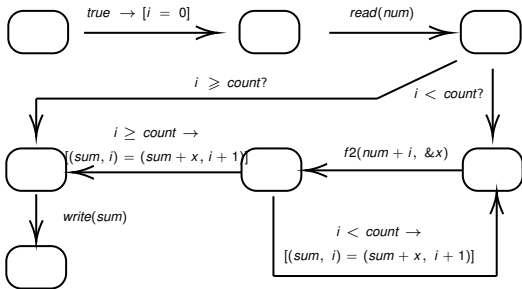 true → [i = 0]
read(num)
i ⩾ count?
i < count?
i ≥ count →
[(sum, i) = (sum + x, i + 1)]
f2(num + i, &x)
write(sum)
i < count →
[(sum, i) = (sum + x, i + 1)]